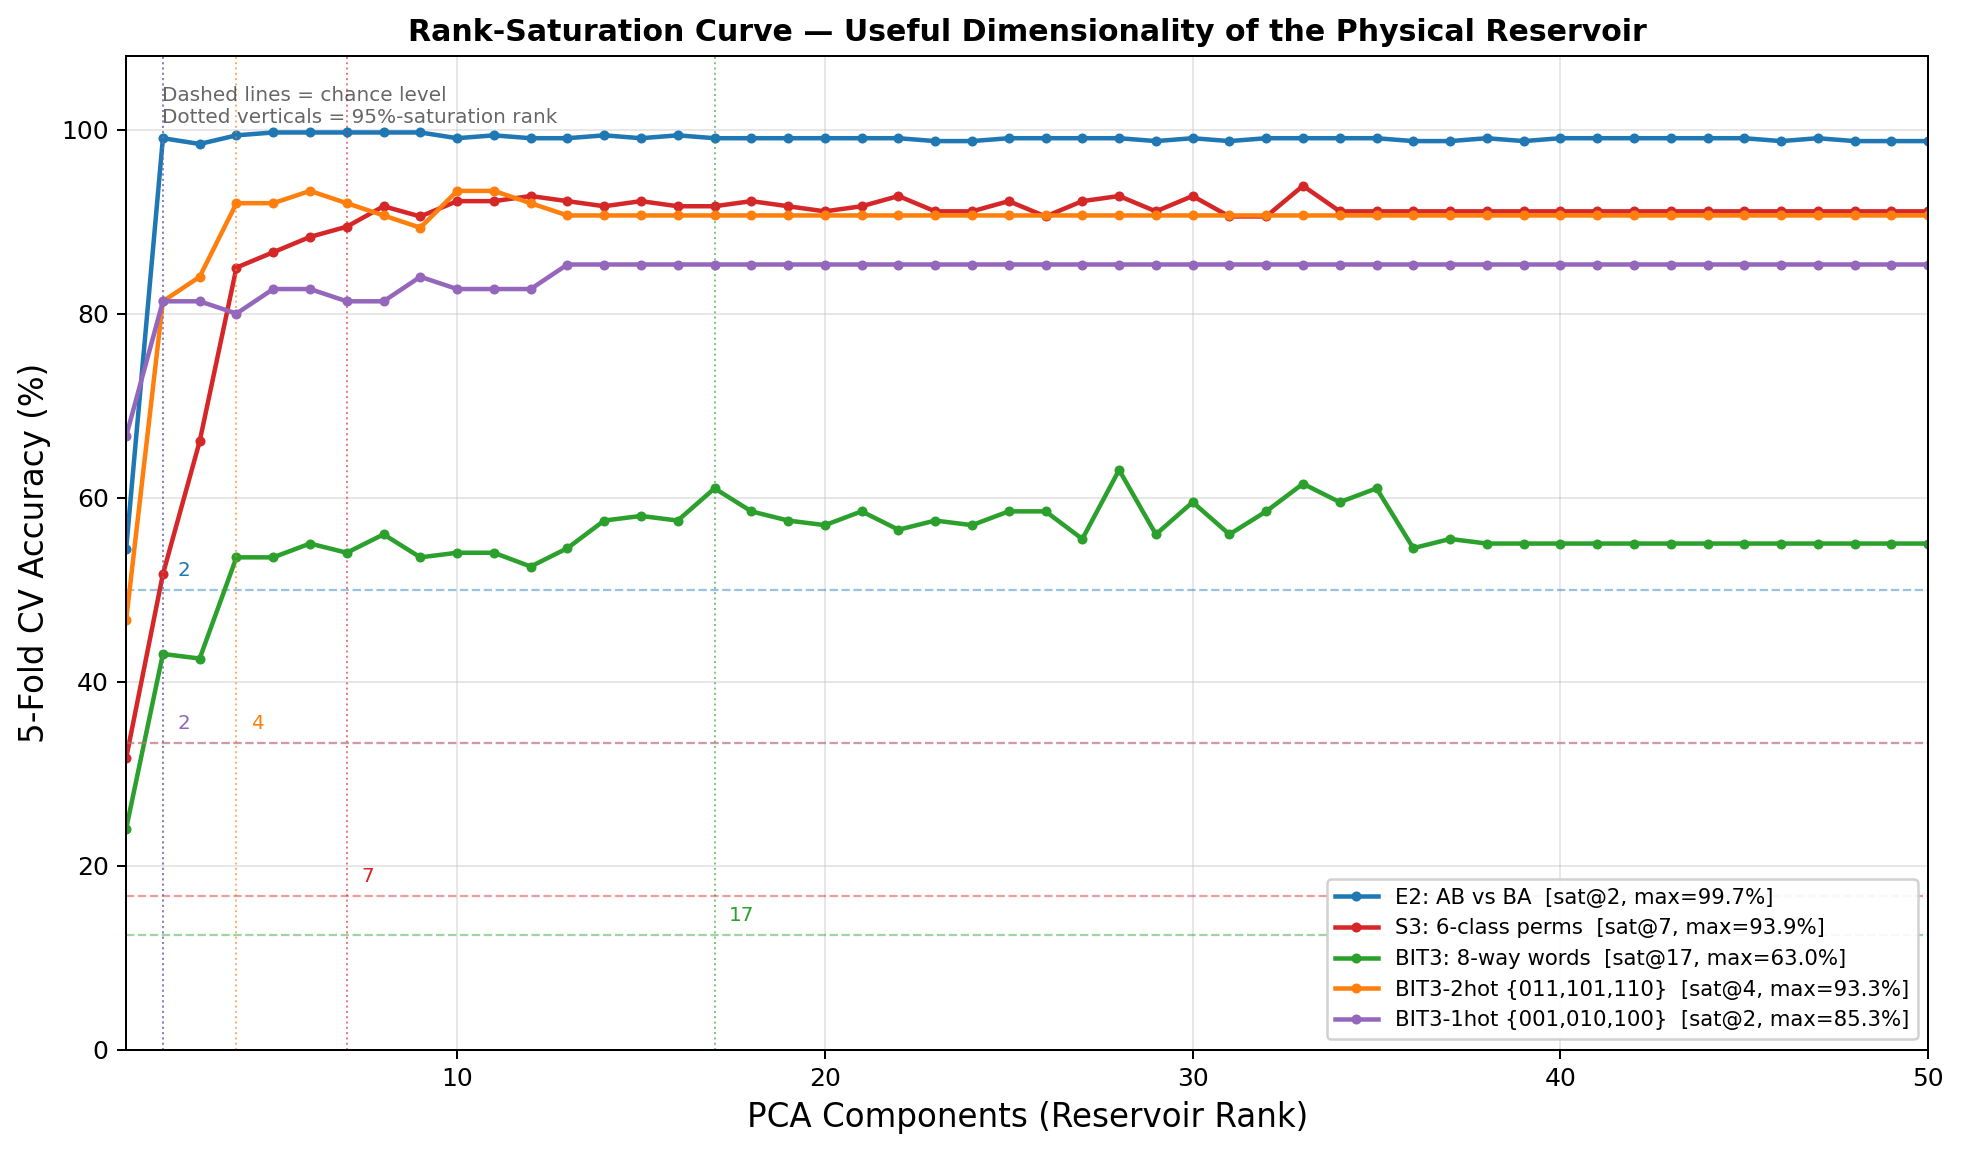 Rank-Saturation Curve — Useful Dimensionality of the Physical Reservoir
Dashed lines = chance level
Dotted verticals = 95%-saturation rank
5-Fold CV Accuracy (%)
100
80
60
40
20
0
2
2
4
7
17
E2: AB vs BA [sat@2, max=99.7%]
S3: 6-class perms [sat@7, max=93.9%]
BIT3: 8-way words [sat@17, max=63.0%]
BIT3-2hot {011,101,110} [sat@4, max=93.3%]
BIT3-1hot {001,010,100} [sat@2, max=85.3%]
10 20 30 40 50
PCA Components (Reservoir Rank)